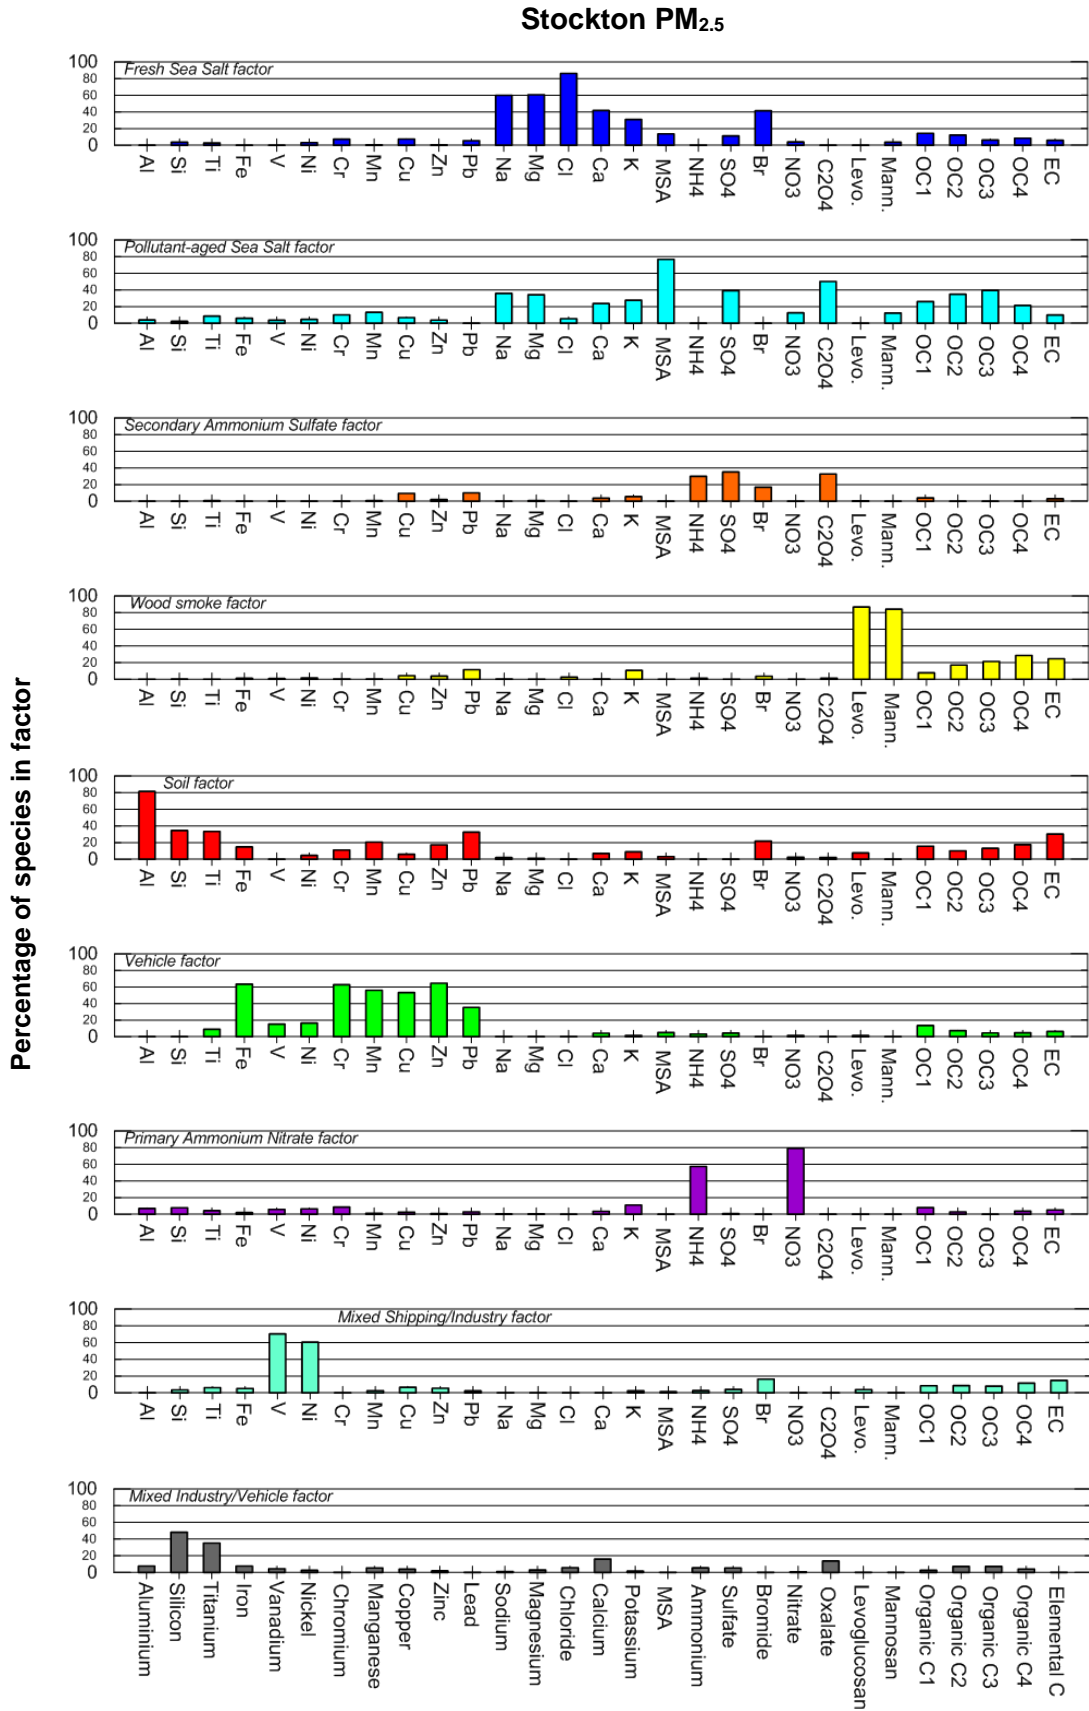 Stockton PM2.5
Percentage of species in factor
100
80
60
40
20
0
Fresh Sea Salt factor
Al Si Ti Fe V Ni Cr Mn Cu Zn Pb Na Mg Cl Ca K MSA NH4 SO4 Br NO3 C2O4 Levo. Mann. OC1 OC2 OC3 OC4 EC
100
80
60
40
20
0
Pollutant-aged Sea Salt factor
Al Si Ti Fe V Ni Cr Mn Cu Zn Pb Na Mg Cl Ca K MSA NH4 SO4 Br NO3 C2O4 Levo. Mann. OC1 OC2 OC3 OC4 EC
100
80
60
40
20
0
Secondary Ammonium Sulfate factor
Al Si Ti Fe V Ni Cr Mn Cu Zn Pb Na Mg Cl Ca K MSA NH4 SO4 Br NO3 C2O4 Levo. Mann. OC1 OC2 OC3 OC4 EC
100
80
60
40
20
0
Wood smoke factor
Al Si Ti Fe V Ni Cr Mn Cu Zn Pb Na Mg Cl Ca K MSA NH4 SO4 Br NO3 C2O4 Levo. Mann. OC1 OC2 OC3 OC4 EC
100
80
60
40
20
0
Soil factor
Al Si Ti Fe V Ni Cr Mn Cu Zn Pb Na Mg Cl Ca K MSA NH4 SO4 Br NO3 C2O4 Levo. Mann. OC1 OC2 OC3 OC4 EC
100
80
60
40
20
0
Vehicle factor
Al Si Ti Fe V Ni Cr Mn Cu Zn Pb Na Mg Cl Ca K MSA NH4 SO4 Br NO3 C2O4 Levo. Mann. OC1 OC2 OC3 OC4 EC
100
80
60
40
20
0
Primary Ammonium Nitrate factor
Al Si Ti Fe V Ni Cr Mn Cu Zn Pb Na Mg Cl Ca K MSA NH4 SO4 Br NO3 C2O4 Levo. Mann. OC1 OC2 OC3 OC4 EC
100
80
60
40
20
0
Mixed Shipping/Industry factor
Al Si Ti Fe V Ni Cr Mn Cu Zn Pb Na Mg Cl Ca K MSA NH4 SO4 Br NO3 C2O4 Levo. Mann. OC1 OC2 OC3 OC4 EC
100
80
60
40
20
0
Mixed Industry/Vehicle factor
Aluminium Silicon Titanium Iron Vanadium Nickel Chromium Manganese Copper Zinc Lead Sodium Magnesium Chloride Calcium Potassium MSA Ammonium Sulfate Bromide Nitrate Oxalate Levoglucosan Mannosan Organic C1 Organic C2 Organic C3 Organic C4 Elemental C